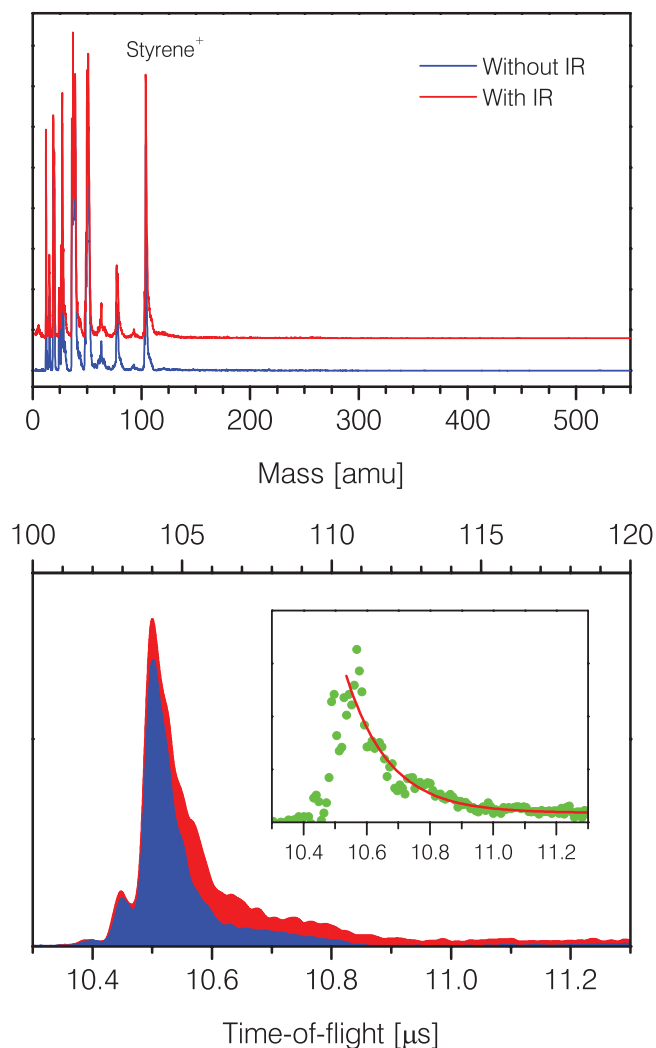 Styrene+
Without IR
With IR
0 100 200 300 400 500
Mass [amu]
100 105 110 115 120
10.4 10.6 10.8 11.0 11.2
10.4 10.6 10.8 11.0 11.2
Time-of-flight [μs]